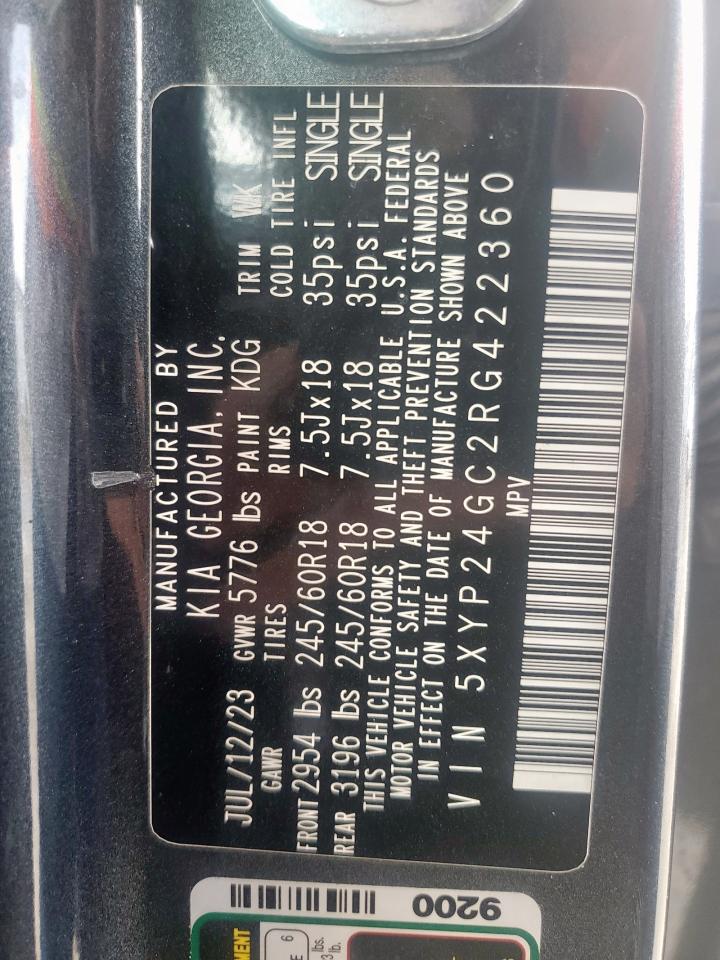 MANUFACTURED BY
KIA GEORGIA, INC.
JUL/12/23 GVWR 5776 lbs PAINT KDG TRIM WK
GAWR TIRES RIMS COLD TIRE INFL
FRONT 2954 lbs 245/60R18 7.5Jx18 35psi SINGLE
REAR 3196 lbs 245/60R18 7.5Jx18 35psi SINGLE
THIS VEHICLE CONFORMS TO ALL APPLICABLE U.S.A. FEDERAL
MOTOR VEHICLE SAFETY AND THEFT PREVENTION STANDARDS
IN EFFECT ON THE DATE OF MANUFACTURE SHOWN ABOVE
VIN 5XYP24GC2RG422360
MPV
9200
6
lbs.
lb.